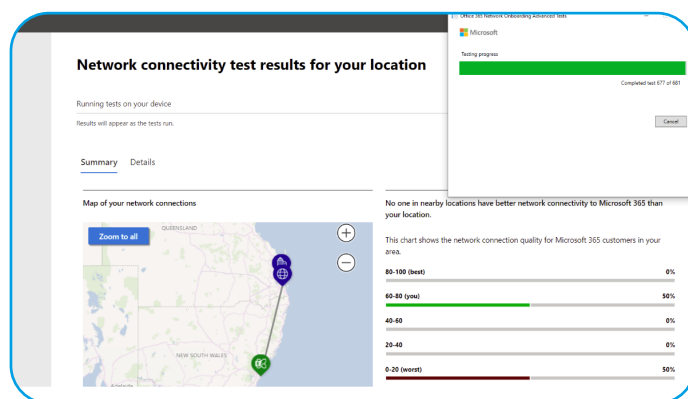 Office 365 Network Onboarding Advanced Tests
Microsoft
Testing progress
Completed test 677 of 681
Cancel
Network connectivity test results for your location
Running tests on your device
Results will appear as the tests run.
Summary Details
Map of your network connections
Zoom to all
QUEENSLAND
NEW SOUTH WALES
Adelaide
No one in nearby locations have better network connectivity to Microsoft 365 than
your location.
This chart shows the network connection quality for Microsoft 365 customers in your
area.
80-100 (best) 0%
60-80 (you) 50%
40-60 0%
20-40 0%
0-20 (worst) 50%